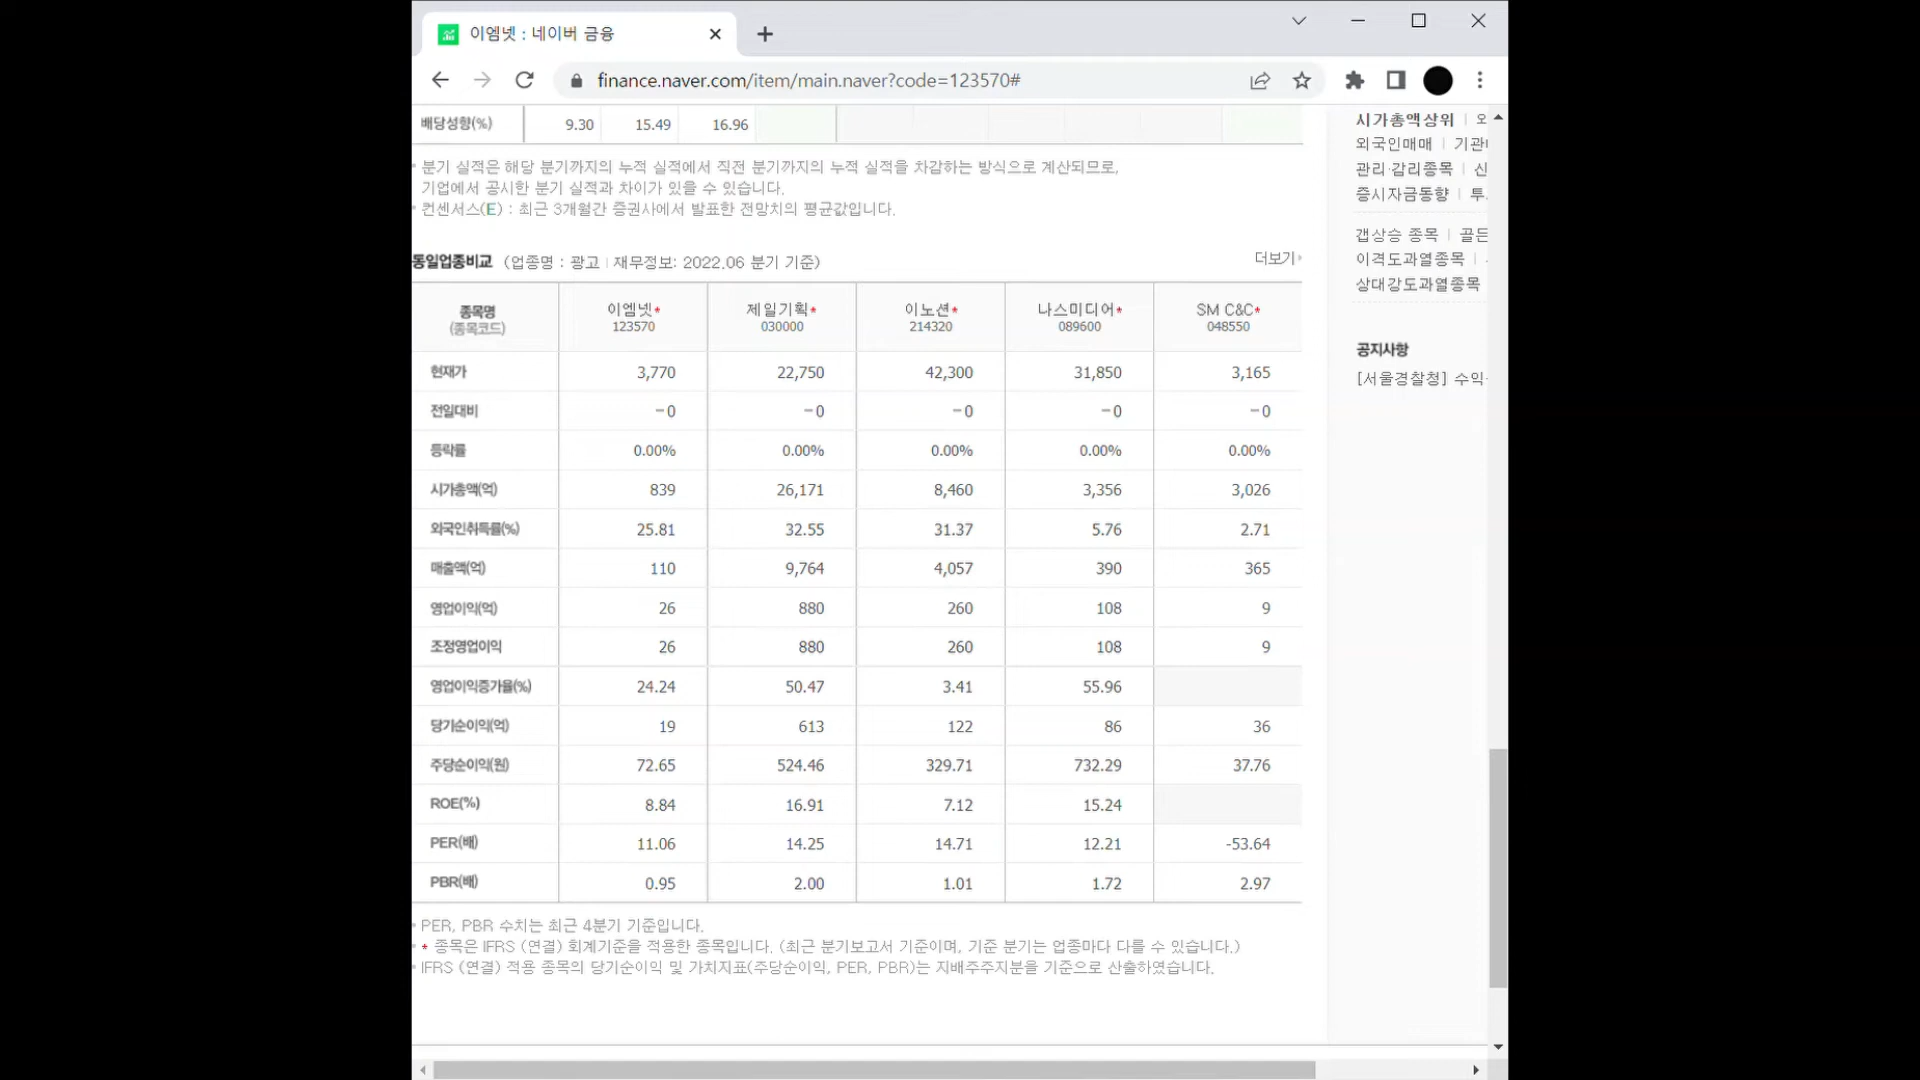 이엠넷 : 네이버 금융
finance.naver.com/item/main.naver?code=123570#
배당성향(%) 9.30 15.49 16.96
분기 실적은 해당 분기까지의 누적 실적에서 직전 분기까지의 누적 실적을 차감하는 방식으로 계산되므로,
기업에서 공시한 분기 실적과 차이가 있을 수 있습니다.
컨센서스(E) : 최근 3개월간 증권사에서 발표한 전망치의 평균값입니다.
동일업종비교 (업종명 : 광고 | 재무정보: 2022.06 분기 기준) 더보기
종목명 이엠넷* 제일기획* 이노션* 나스미디어* SM C&C*
(종목코드) 123570 030000 214320 089600 048550
현재가 3,770 22,750 42,300 31,850 3,165
전일대비 -0 -0 -0 -0 -0
등락률 0.00% 0.00% 0.00% 0.00% 0.00%
시가총액(억) 839 26,171 8,460 3,356 3,026
외국인취득률(%) 25.81 32.55 31.37 5.76 2.71
매출액(억) 110 9,764 4,057 390 365
영업이익(억) 26 880 260 108 9
조정영업이익 26 880 260 108 9
영업이익증가율(%) 24.24 50.47 3.41 55.96
당기순이익(억) 19 613 122 86 36
주당순이익(원) 72.65 524.46 329.71 732.29 37.76
ROE(%) 8.84 16.91 7.12 15.24
PER(배) 11.06 14.25 14.71 12.21 -53.64
PBR(배) 0.95 2.00 1.01 1.72 2.97
PER, PBR 수치는 최근 4분기 기준입니다.
* 종목은 IFRS (연결) 회계기준을 적용한 종목입니다. (최근 분기보고서 기준이며, 기준 분기는 업종마다 다를 수 있습니다.)
IFRS (연결) 적용 종목의 당기순이익 및 가치지표(주당순이익, PER, PBR)는 지배주주지분을 기준으로 산출하였습니다.
시가총액상위 |
외국인매매 | 기관
관리·감리종목 | 신
증시자금동향 | 투
갭상승 종목 | 골든
이격도과열종목 |
상대강도과열종목
공지사항
[서울경찰청] 수익